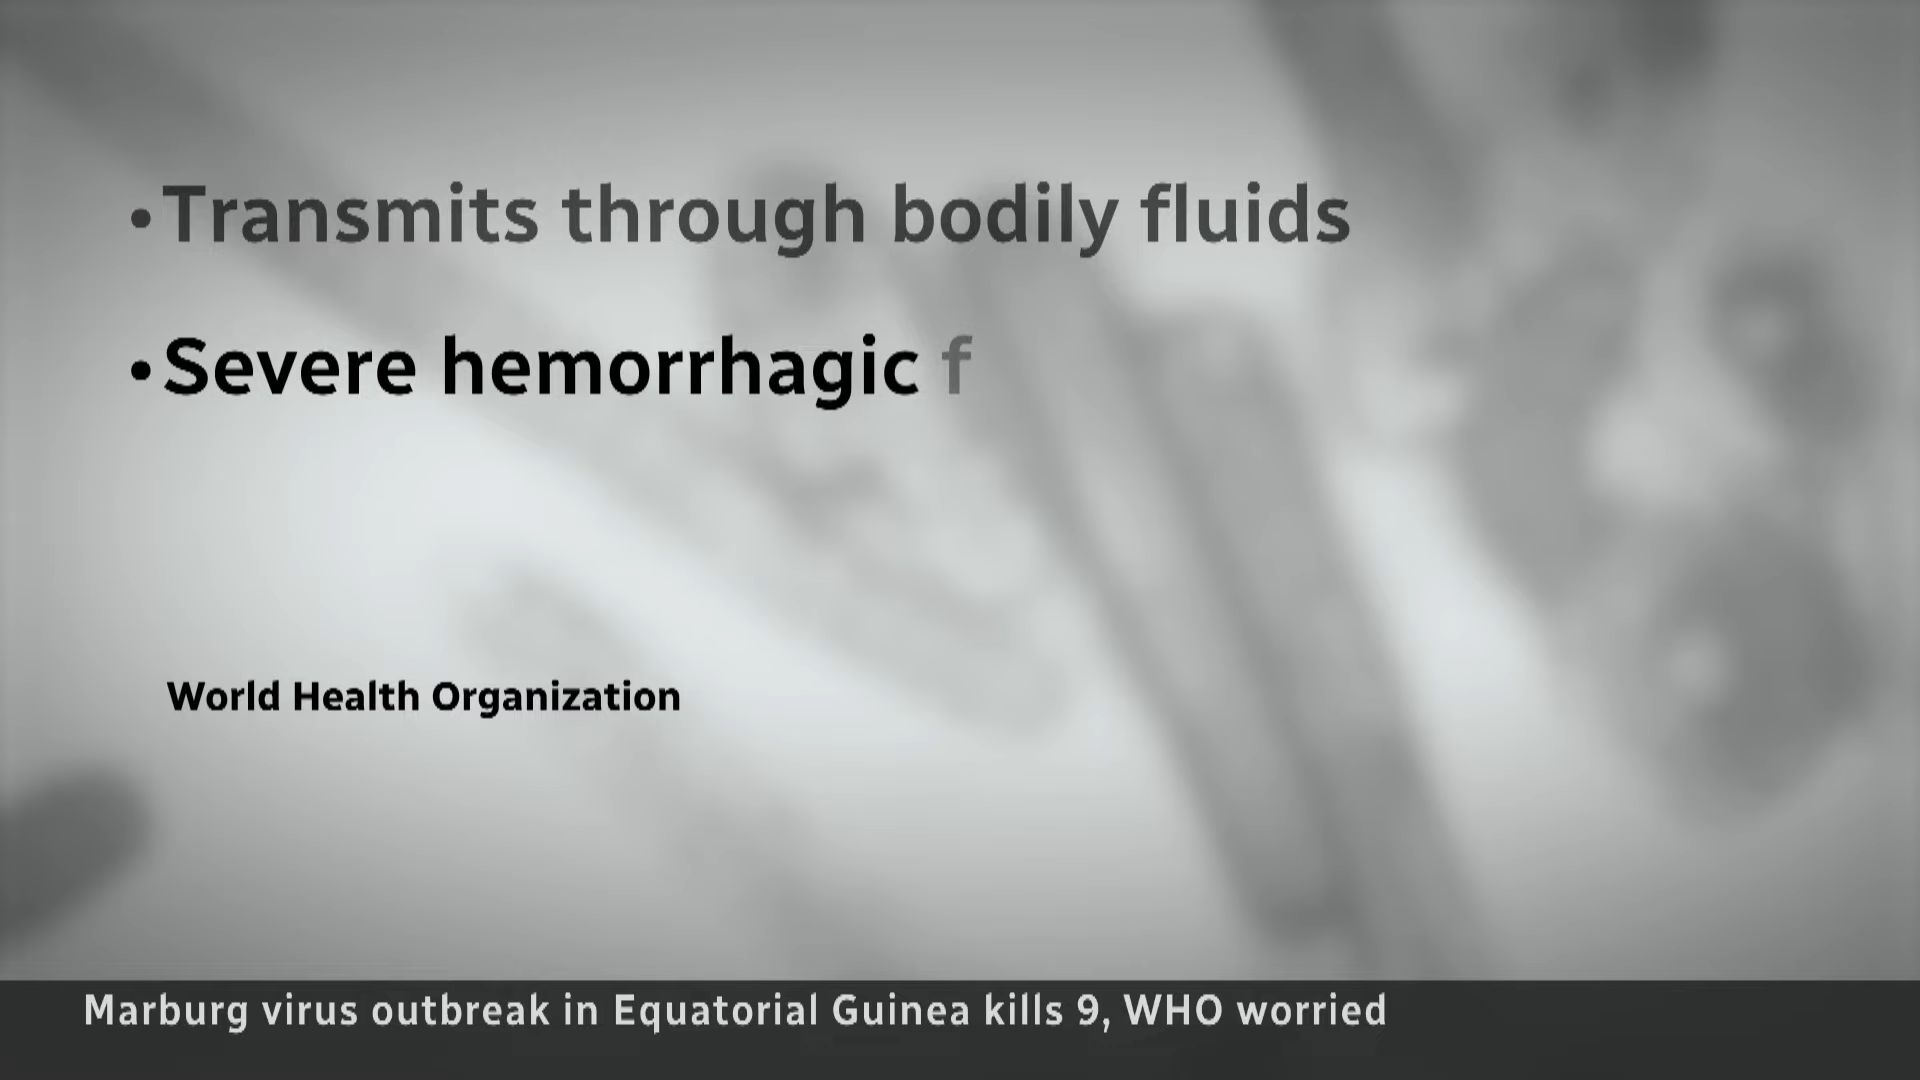 •Transmits through bodily fluids
•Severe hemorrhagic f
World Health Organization
Marburg virus outbreak in Equatorial Guinea kills 9, WHO worried